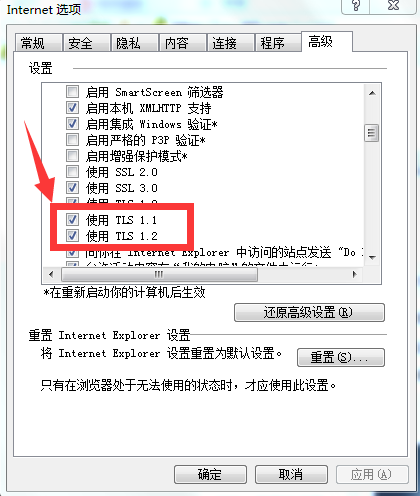 Internet 选项
常规 安全 隐私 内容 连接 程序 高级
设置
启用 SmartScreen 筛选器
启用本机 XMLHTTP 支持
启用集成 Windows 验证*
启用严格的 P3P 验证*
启用增强保护模式*
使用 SSL 2.0
使用 SSL 3.0
使用 TLS 1.0
使用 TLS 1.1
使用 TLS 1.2
向你在 Internet Explorer 中访问的站点发送 "Do
*在重新启动你的计算机后生效
还原高级设置(R)
重置 Internet Explorer 设置
将 Internet Explorer 设置重置为默认设置。
重置(S)...
只有在浏览器处于无法使用的状态时，才应使用此设置。
确定 取消 应用(A)